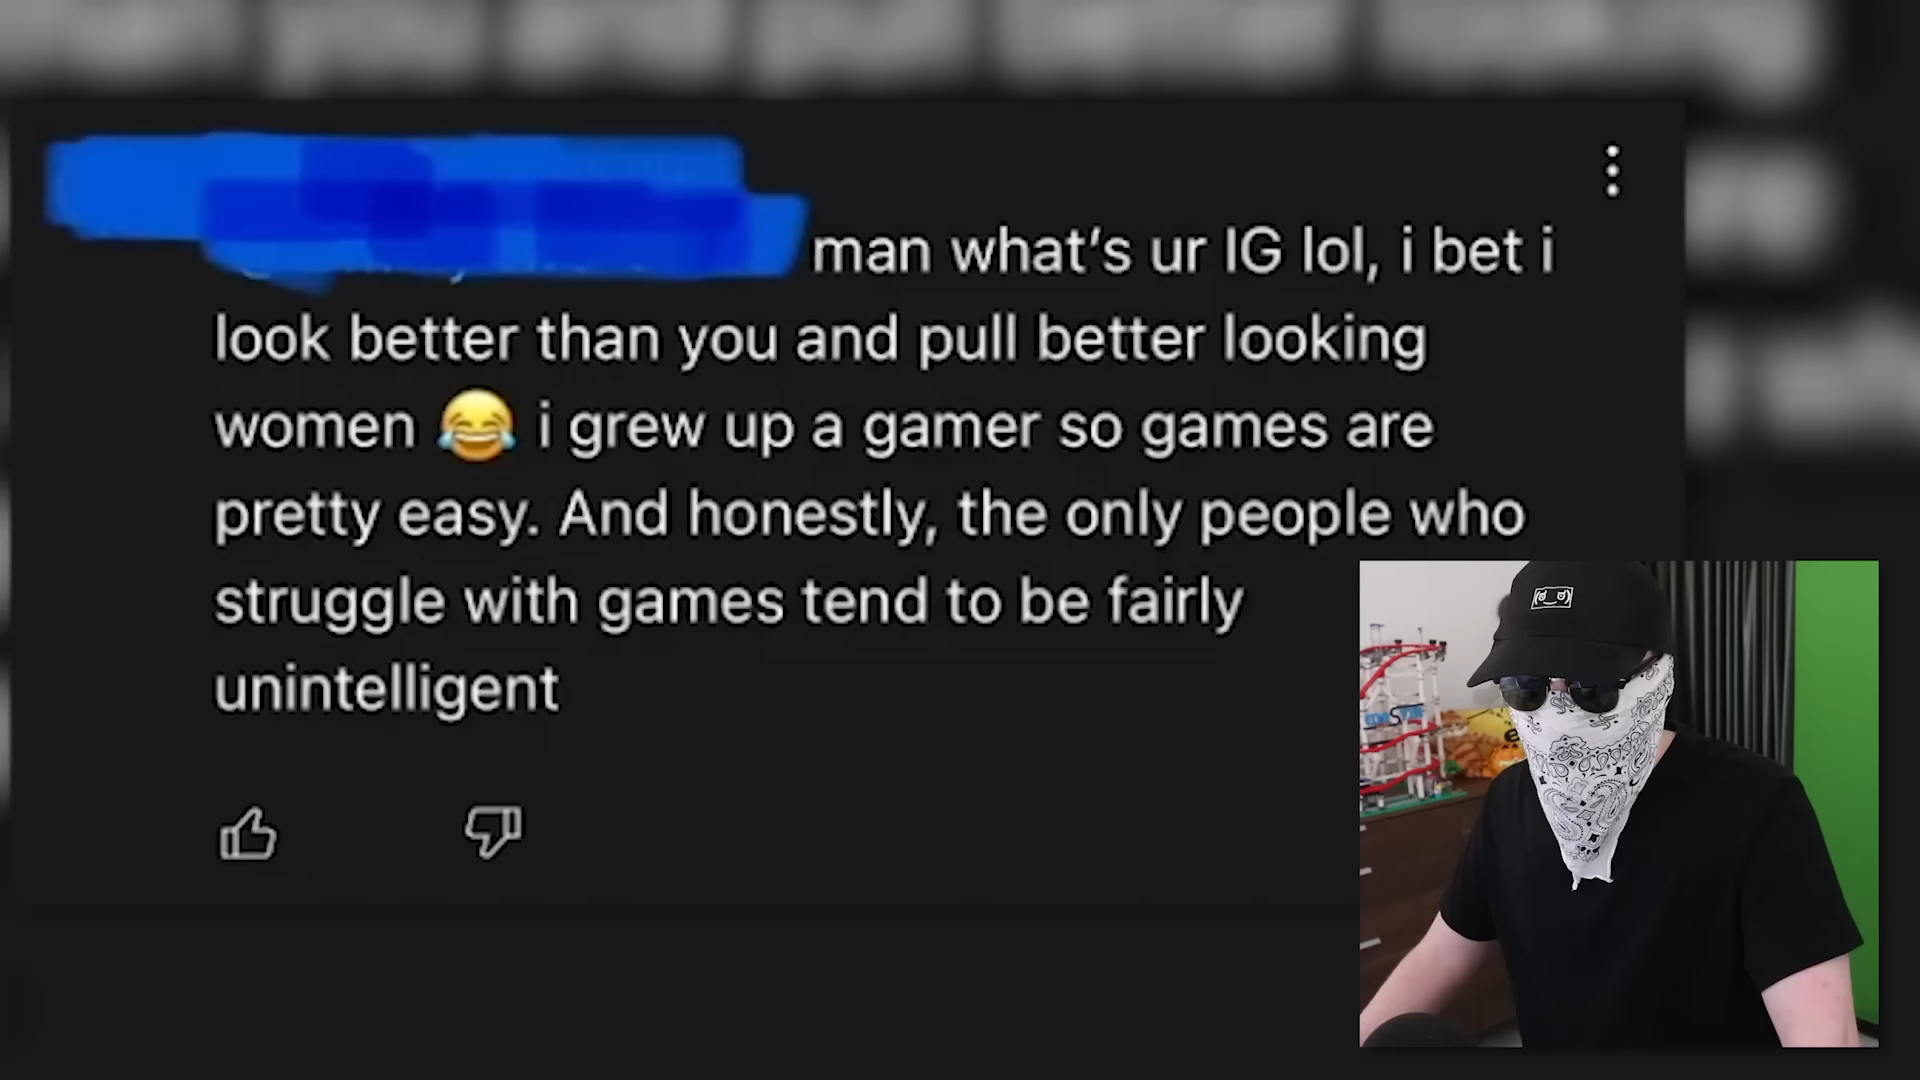 man what's ur IG lol, i bet i
look better than you and pull better looking
women 😂 i grew up a gamer so games are
pretty easy. And honestly, the only people who
struggle with games tend to be fairly
unintelligent